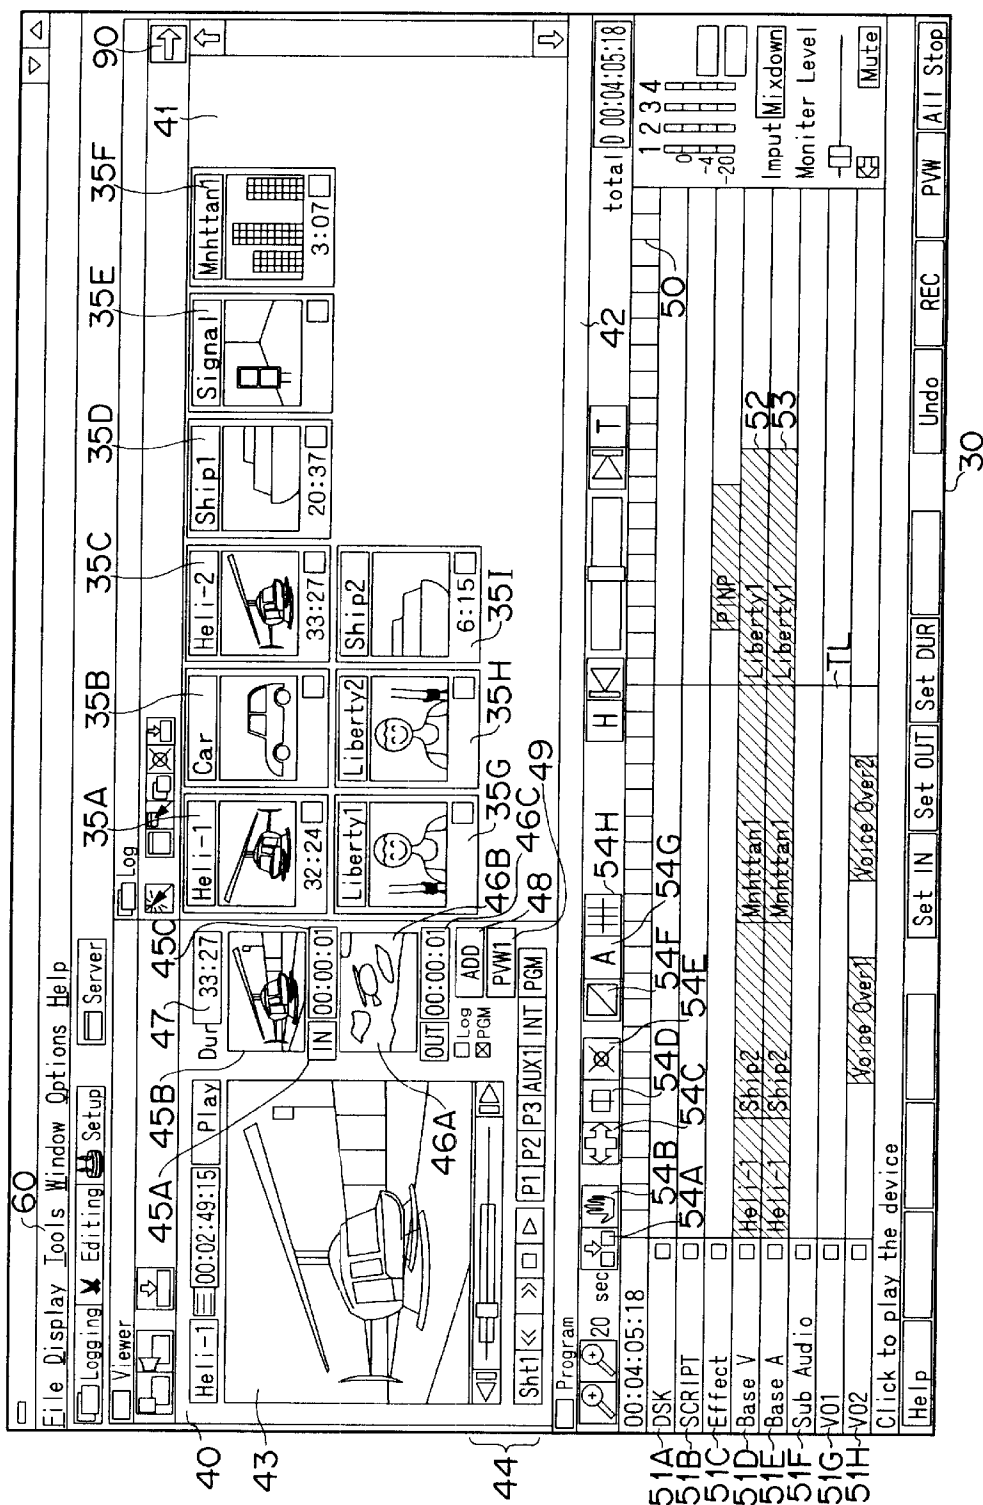 60
File Display Tools Window Options Help
Logging Editing Setup Server
Viewer
Log
90
40
45A
45B
47
45C
35A
35B
35C
35D
35E
35F
41
Heli-1 00:02:49:15 Play
Dur 33:27
IN 00:00:0
OUT 00:00:0
Log
PGM
ADD
PVW1
43
46A
44
Sht1 << >> P1 P2 P3 AUX1 INT PGM
Heli-1
32:24
Car
Heli-2
33:27
Ship1
20:37
Signal
Mnhttan1
3:07
Liberty1
Liberty2
Ship2
6:15
35G
35H
35I
46B
46C
48
49
Program
20 sec
A
H
T
42
total D 00:04:05:18
54A
54B
54C
54D
54E
54F
54G
54H
50
00:04:05:18
51A DSK
51B SCRIPT
51C Effect
51D Base V
51E Base A
51F Sub Audio
51G V01
51H V02
PINP
Heli-1 Ship2 Mnhttan1 Liberty1
52
Heli-1 Ship2 Mnhttan1 Liberty1
53
TL
Voice Over1 Voice Over2
1 2 3 4
0
-4
-20
Input Mixdown
Moniter Level
Mute
Click to play the device
Help Set IN Set OUT Set DUR Undo REC PVW All Stop
30